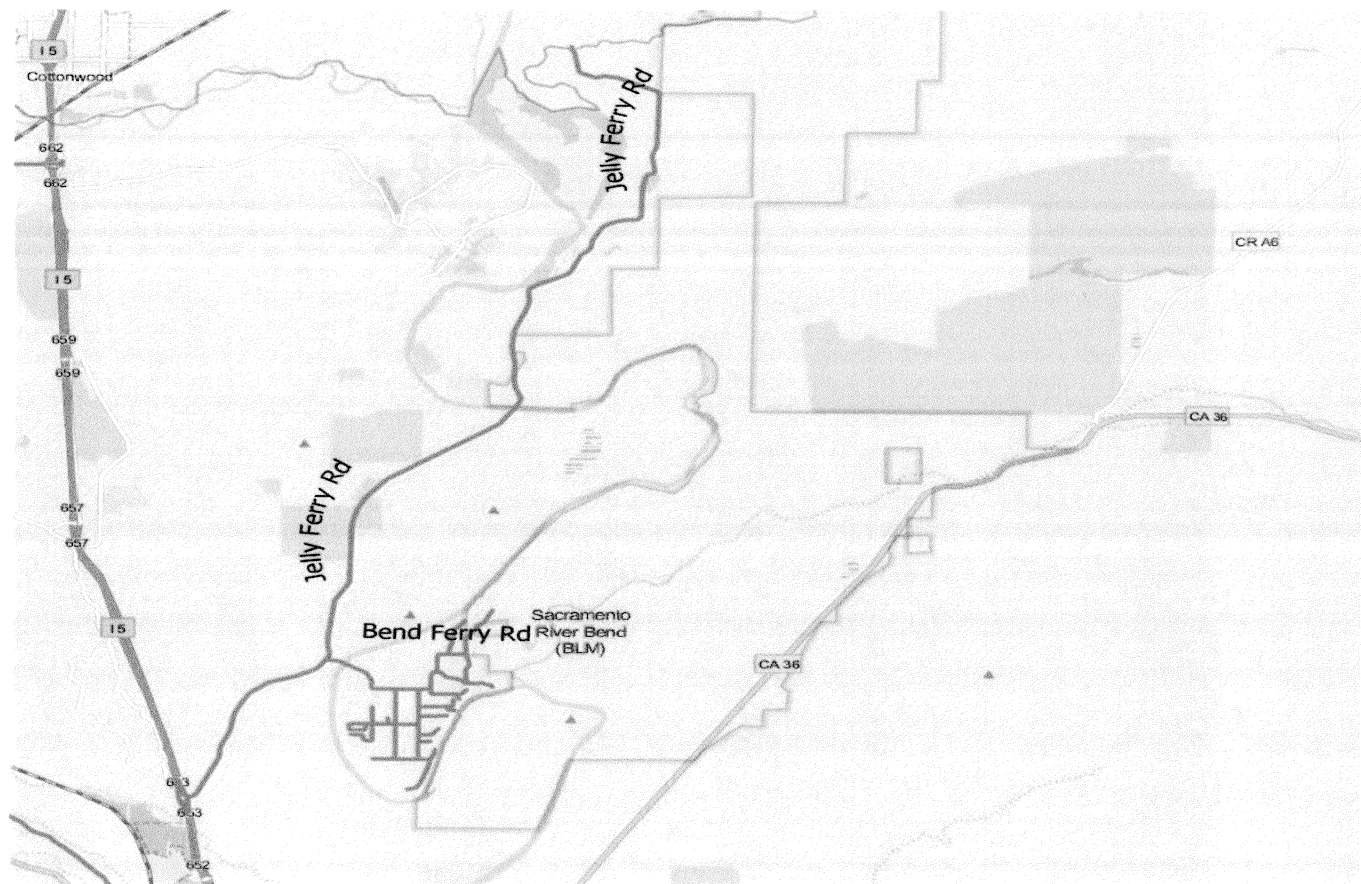 I 5
Cottonwood
Jelly Ferry Rd
662
662
CR A6
I 5
659
659
CA 36
Jelly Ferry Rd
657
657
I 5
Bend Ferry Rd
Sacramento
River Bend
(BLM)
CA 36
653
653
652